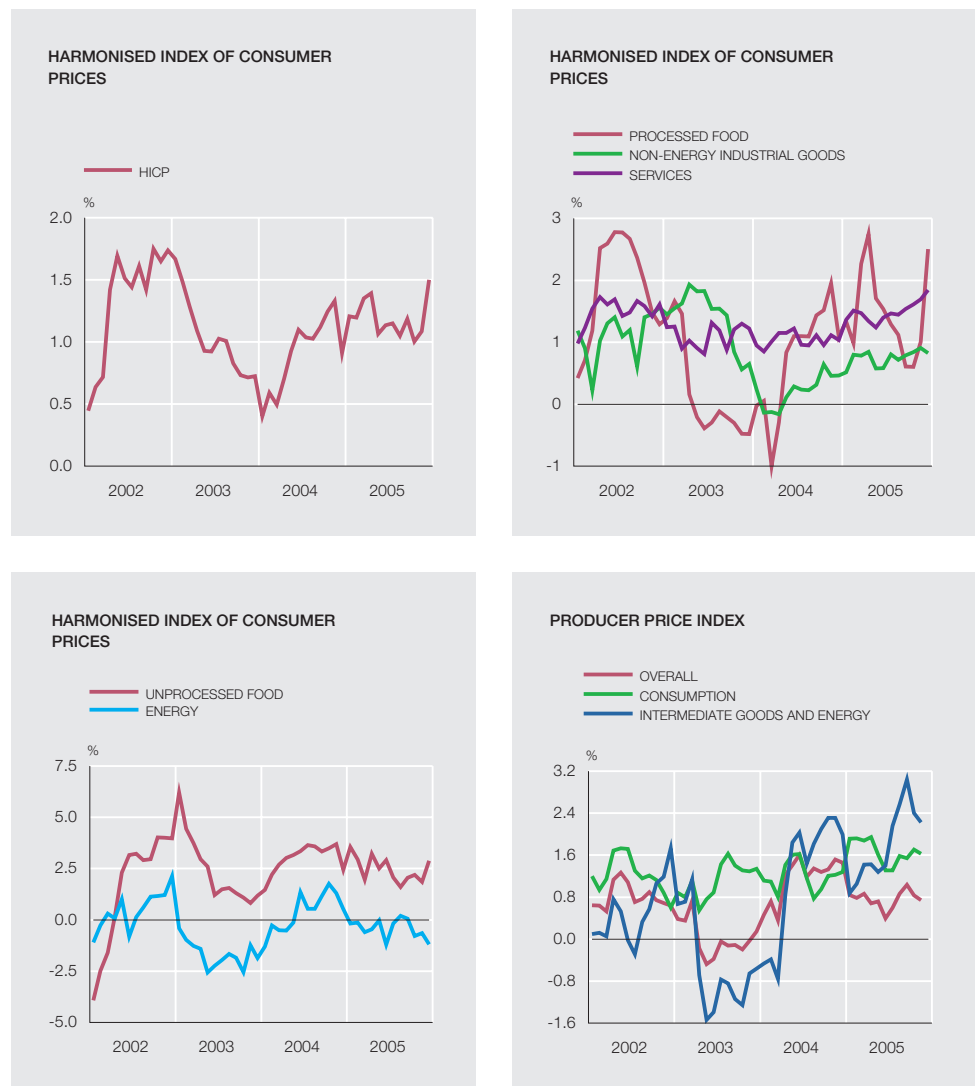 HARMONISED INDEX OF CONSUMER
PRICES
HICP
%
2.0
1.5
1.0
0.5
0.0
2002 2003 2004 2005
HARMONISED INDEX OF CONSUMER
PRICES
PROCESSED FOOD
NON-ENERGY INDUSTRIAL GOODS
SERVICES
%
3
2
1
0
-1
2002 2003 2004 2005
HARMONISED INDEX OF CONSUMER
PRICES
UNPROCESSED FOOD
ENERGY
%
7.5
5.0
2.5
0.0
-2.5
-5.0
2002 2003 2004 2005
PRODUCER PRICE INDEX
OVERALL
CONSUMPTION
INTERMEDIATE GOODS AND ENERGY
%
3.2
2.4
1.6
0.8
0.0
-0.8
-1.6
2002 2003 2004 2005